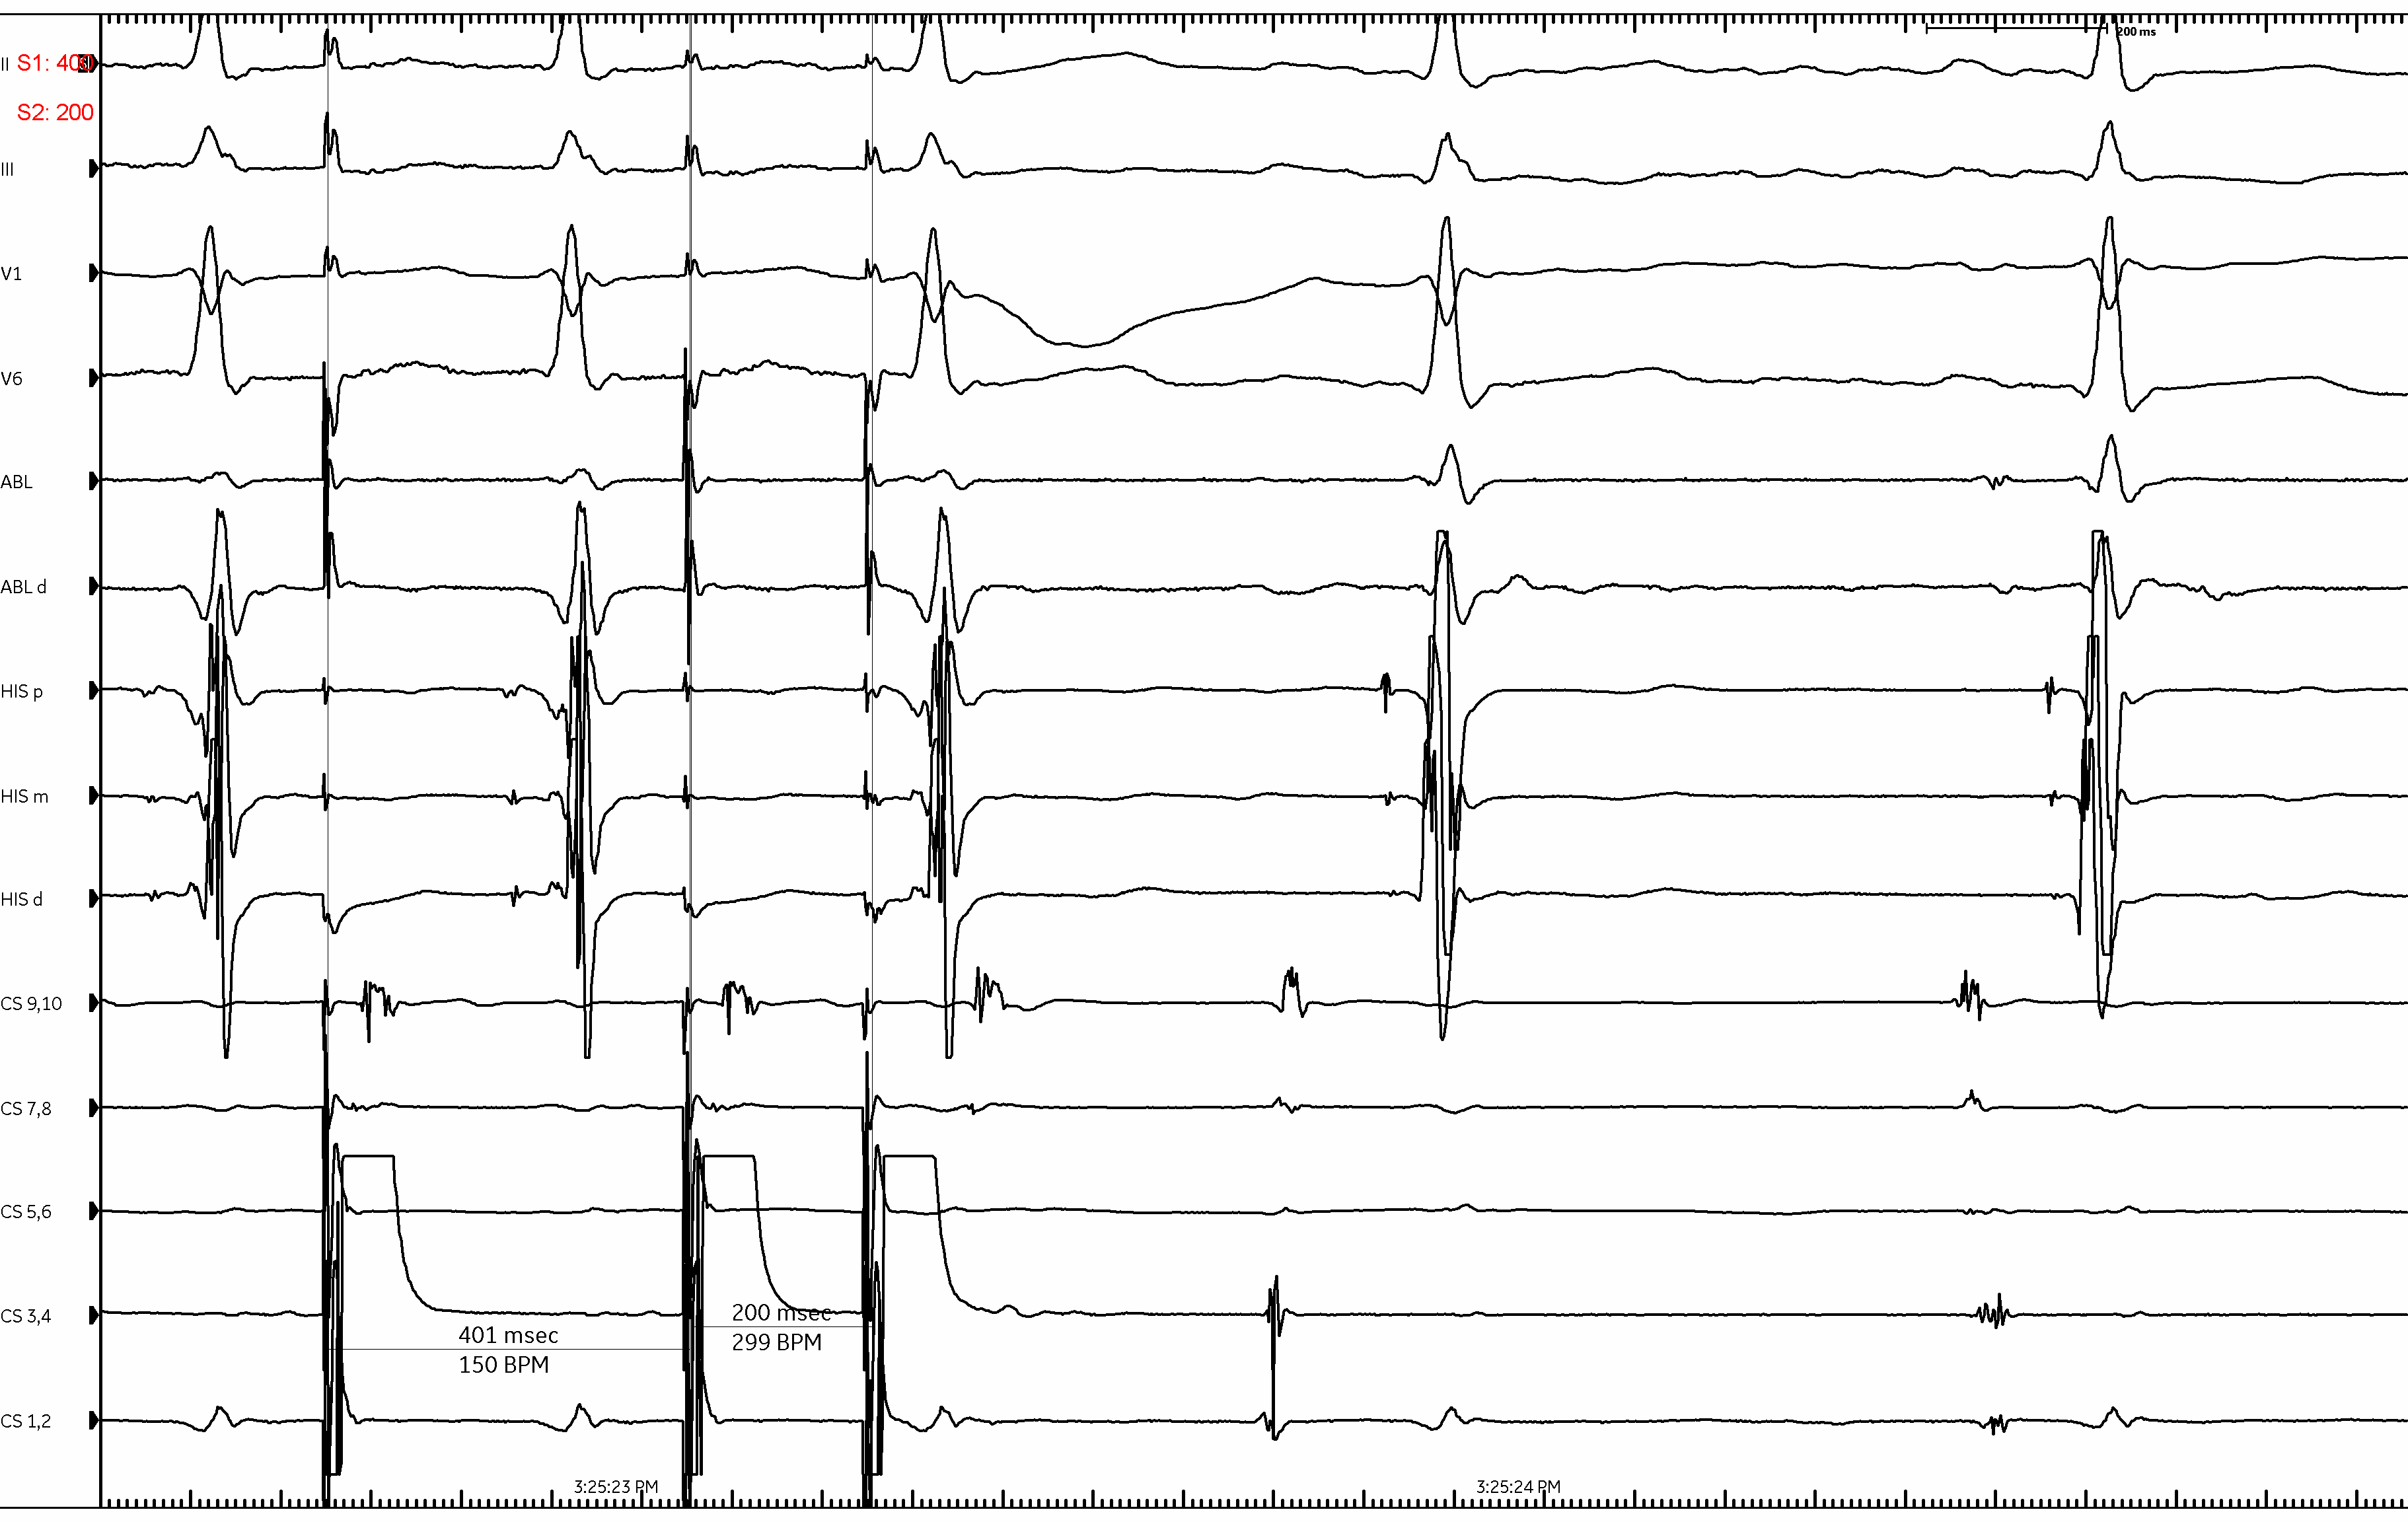 II S1: 400
S2: 200
200 ms
III
V1
V6
ABL
ABL d
HIS p
HIS m
HIS d
CS 9,10
CS 7,8
CS 5,6
CS 3,4
200 msec
299 BPM
401 msec
150 BPM
CS 1,2
3:25:23 PM
3:25:24 PM